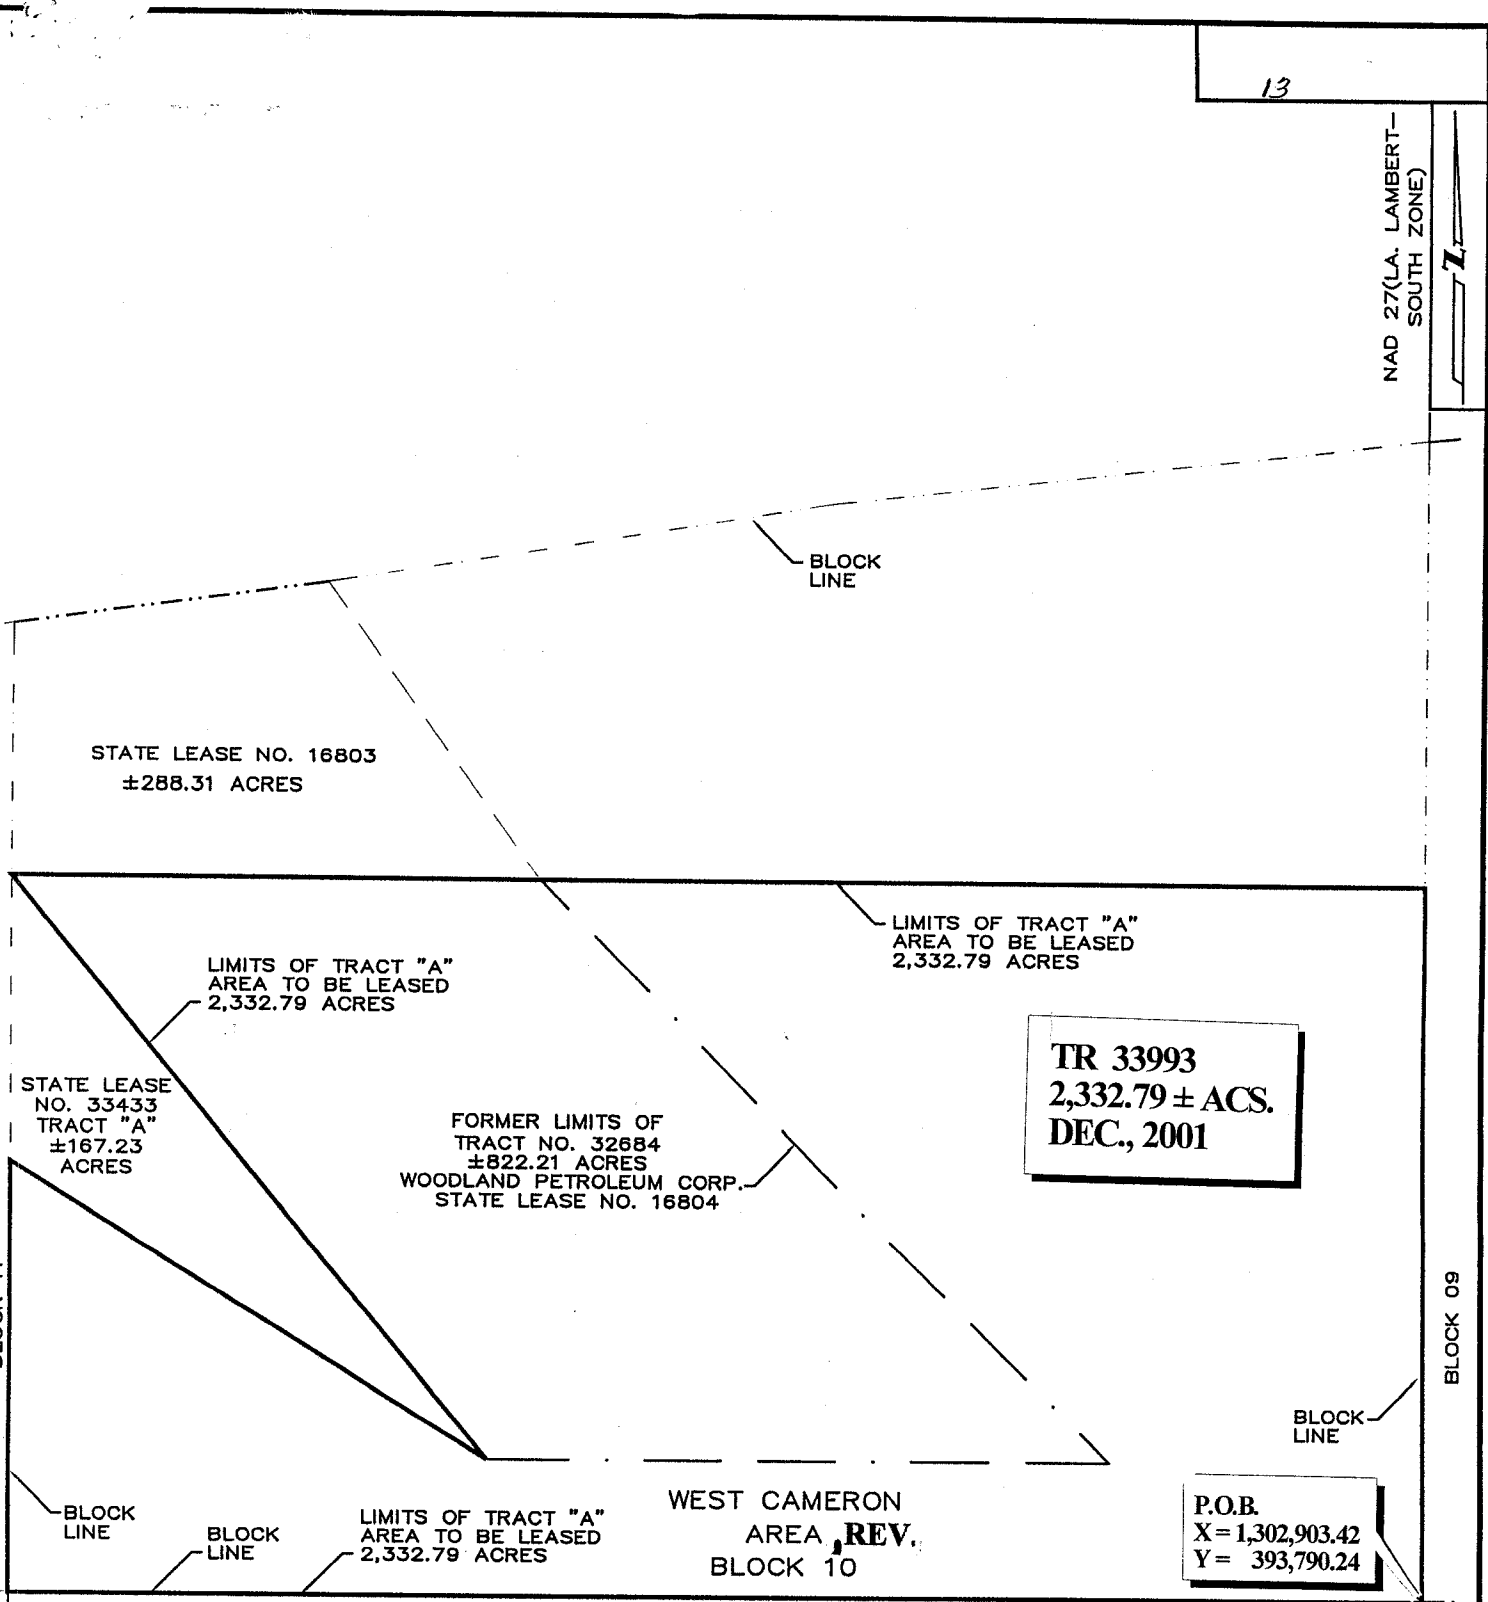 13
NAD 27(LA. LAMBERT-
SOUTH ZONE)
Z
BLOCK
LINE
STATE LEASE NO. 16803
±288.31 ACRES
LIMITS OF TRACT "A"
AREA TO BE LEASED
2,332.79 ACRES
LIMITS OF TRACT "A"
AREA TO BE LEASED
2,332.79 ACRES
TR 33993
2,332.79 ± ACS.
DEC., 2001
STATE LEASE
NO. 33433
TRACT "A"
±167.23
ACRES
FORMER LIMITS OF
TRACT NO. 32684
±822.21 ACRES
WOODLAND PETROLEUM CORP.
STATE LEASE NO. 16804
BLOCK 09
BLOCK
LINE
BLOCK
LINE
BLOCK
LINE
LIMITS OF TRACT "A"
AREA TO BE LEASED
2,332.79 ACRES
WEST CAMERON
AREA, REV.
BLOCK 10
P.O.B.
X = 1,302,903.42
Y = 393,790.24